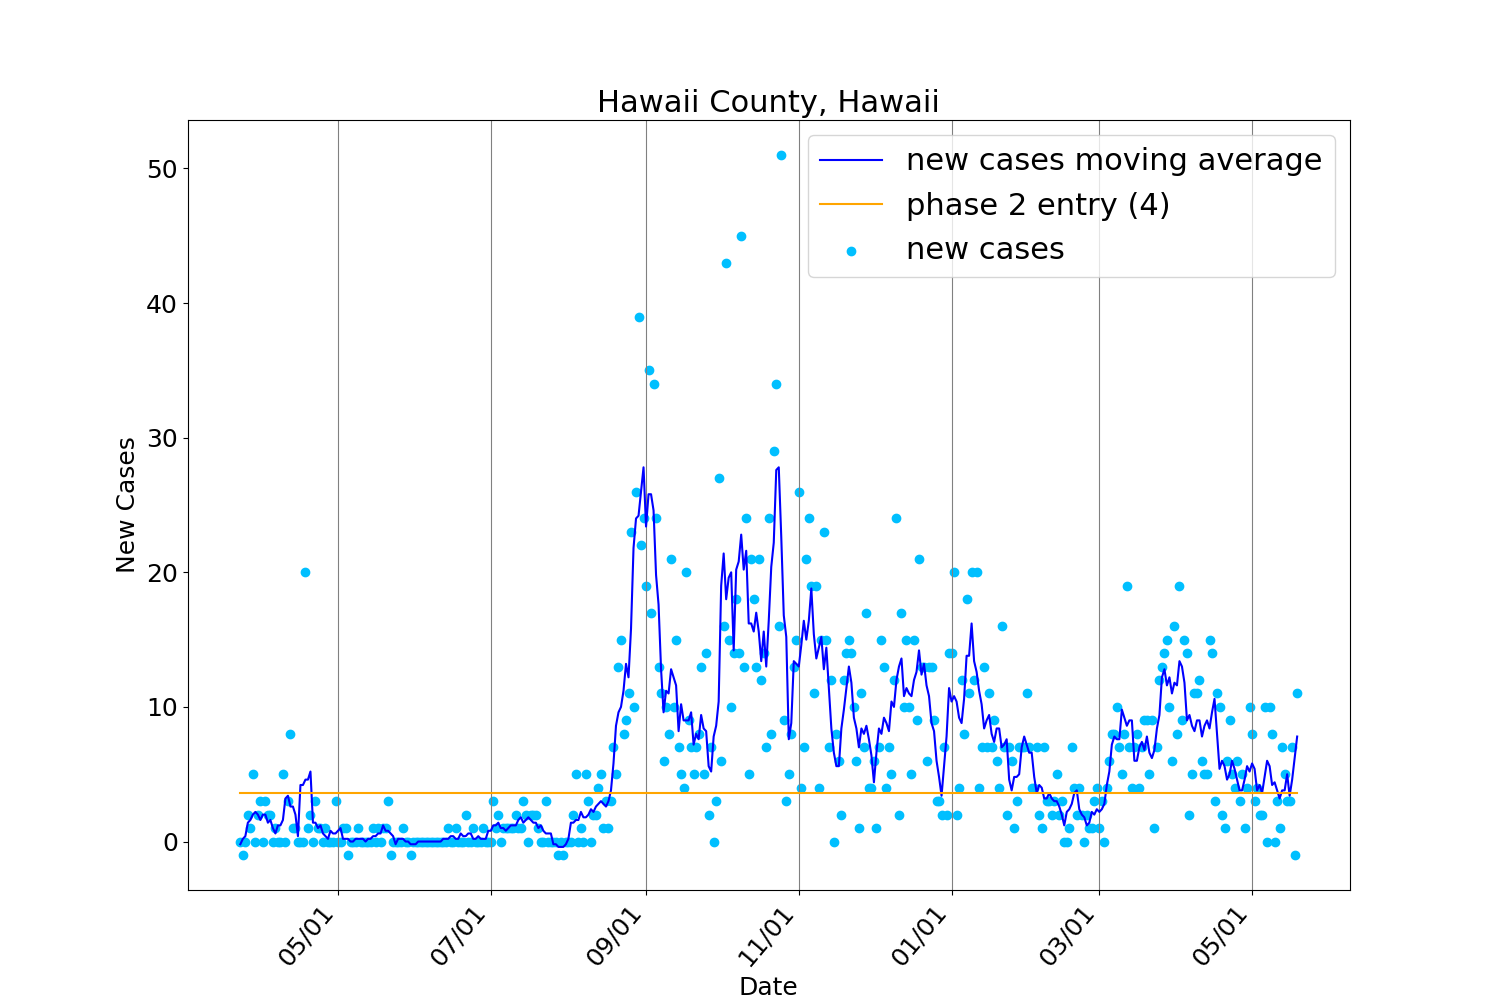 Hawaii County, Hawaii
new cases moving average
phase 2 entry (4)
new cases
50
40
30
20
10
0
New Cases
05/01
07/01
09/01
11/01
01/01
03/01
05/01
Date